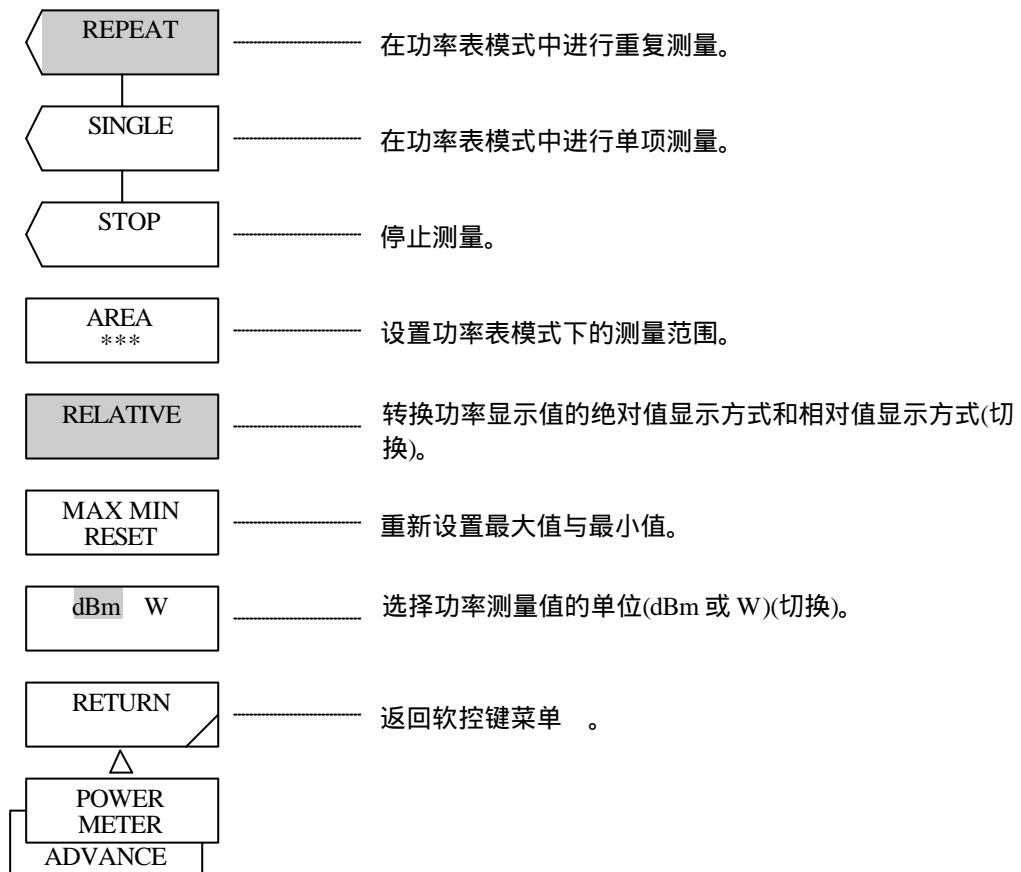 REPEAT
在功率表模式中进行重复测量。
SINGLE
在功率表模式中进行单项测量。
STOP
停止测量。
AREA
***
设置功率表模式下的测量范围。
RELATIVE
转换功率显示值的绝对值显示方式和相对值显示方式(切
换)。
MAX MIN
RESET
重新设置最大值与最小值。
dBm W
选择功率测量值的单位(dBm 或 W)(切换)。
RETURN
返回软控键菜单 。
POWER
METER
ADVANCE